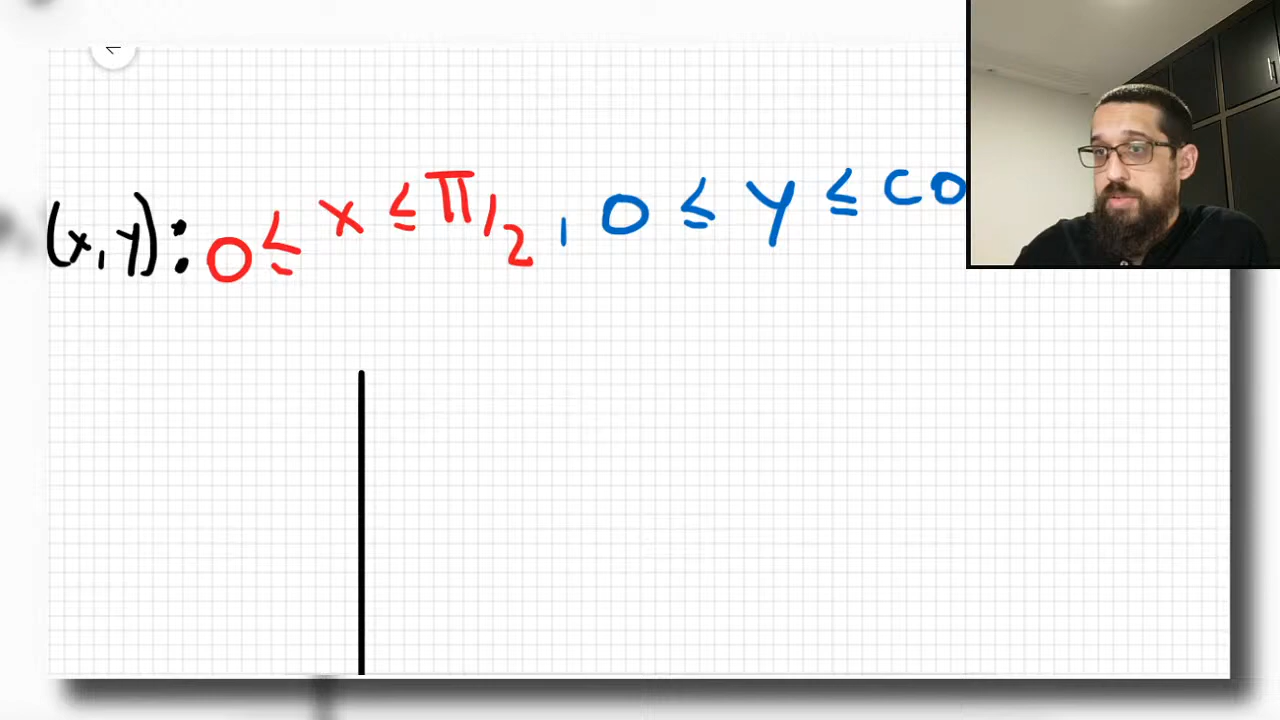 (x,y): 0 ≤ x ≤ π/2, 0 ≤ y ≤ co